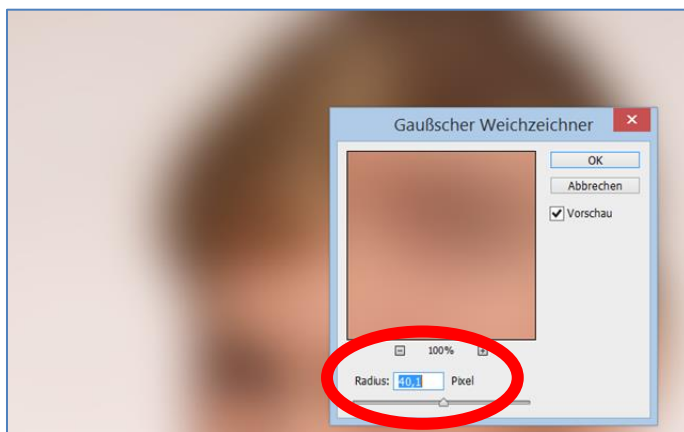 Gaußscher Weichzeichner
OK
Abbrechen
Vorschau
100%
Radius: 40,1 Pixel